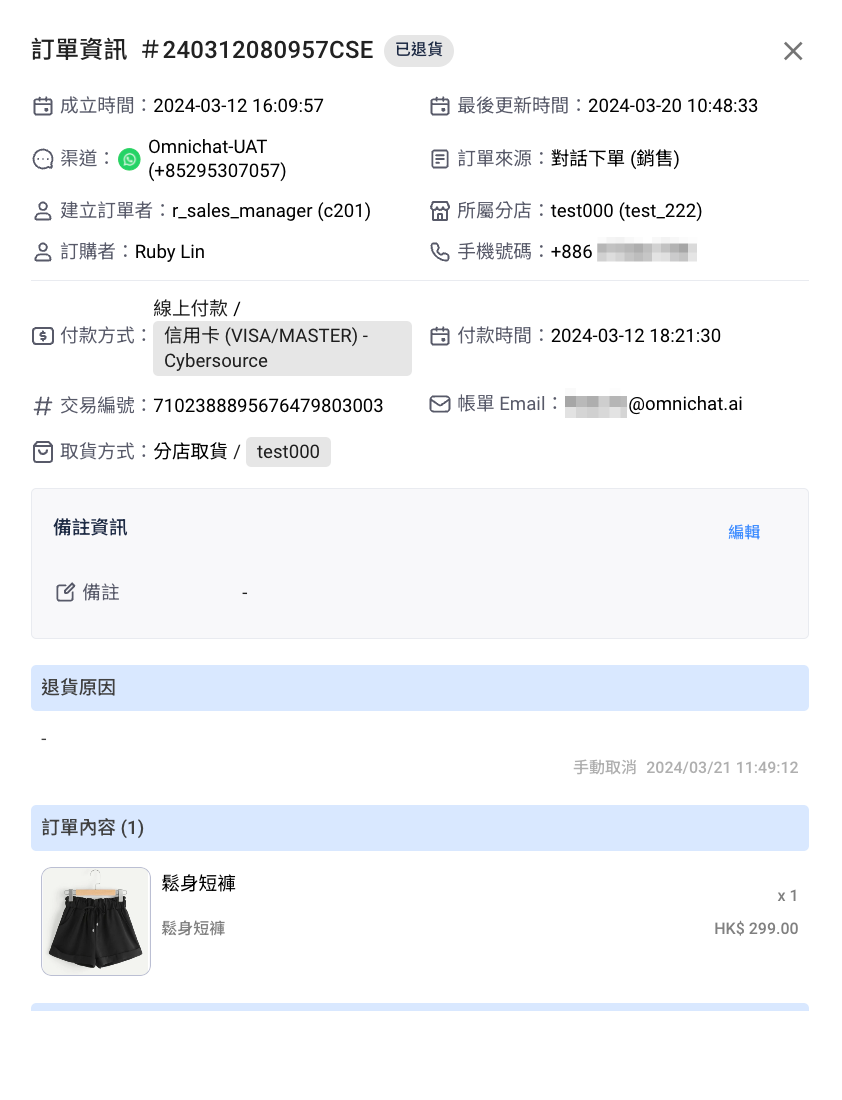 訂單資訊 #240312080957CSE 已退貨
成立時間：2024-03-12 16:09:57
最後更新時間：2024-03-20 10:48:33
渠道：Omnichat-UAT
(+85295307057)
訂單來源：對話下單 (銷售)
建立訂單者：r_sales_manager (c201)
所屬分店：test000 (test_222)
訂購者：Ruby Lin
手機號碼：+886
付款方式：線上付款 /
信用卡 (VISA/MASTER) -
Cybersource
付款時間：2024-03-12 18:21:30
交易編號：7102388895676479803003
帳單 Email：@omnichat.ai
取貨方式：分店取貨 / test000
備註資訊
編輯
備註 -
退貨原因
-
手動取消 2024/03/21 11:49:12
訂單內容 (1)
鬆身短褲
x 1
鬆身短褲
HK$ 299.00